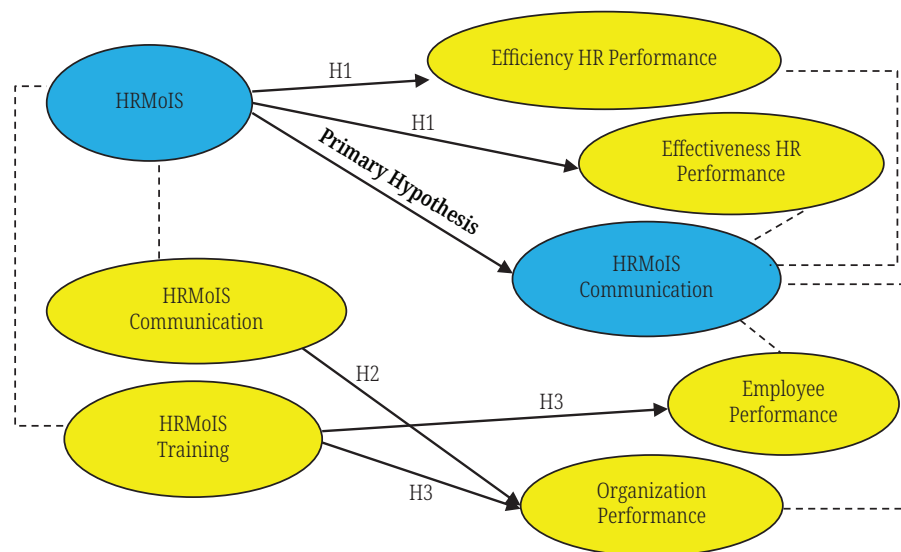 Efficiency HR Performance
H1
HRMoIS
H1
Effectiveness HR
Performance
Primary Hypothesis
HRMoIS
Communication
HRMoIS
Communication
H2
Employee
Performance
H3
HRMoIS
Training
H3
Organization
Performance